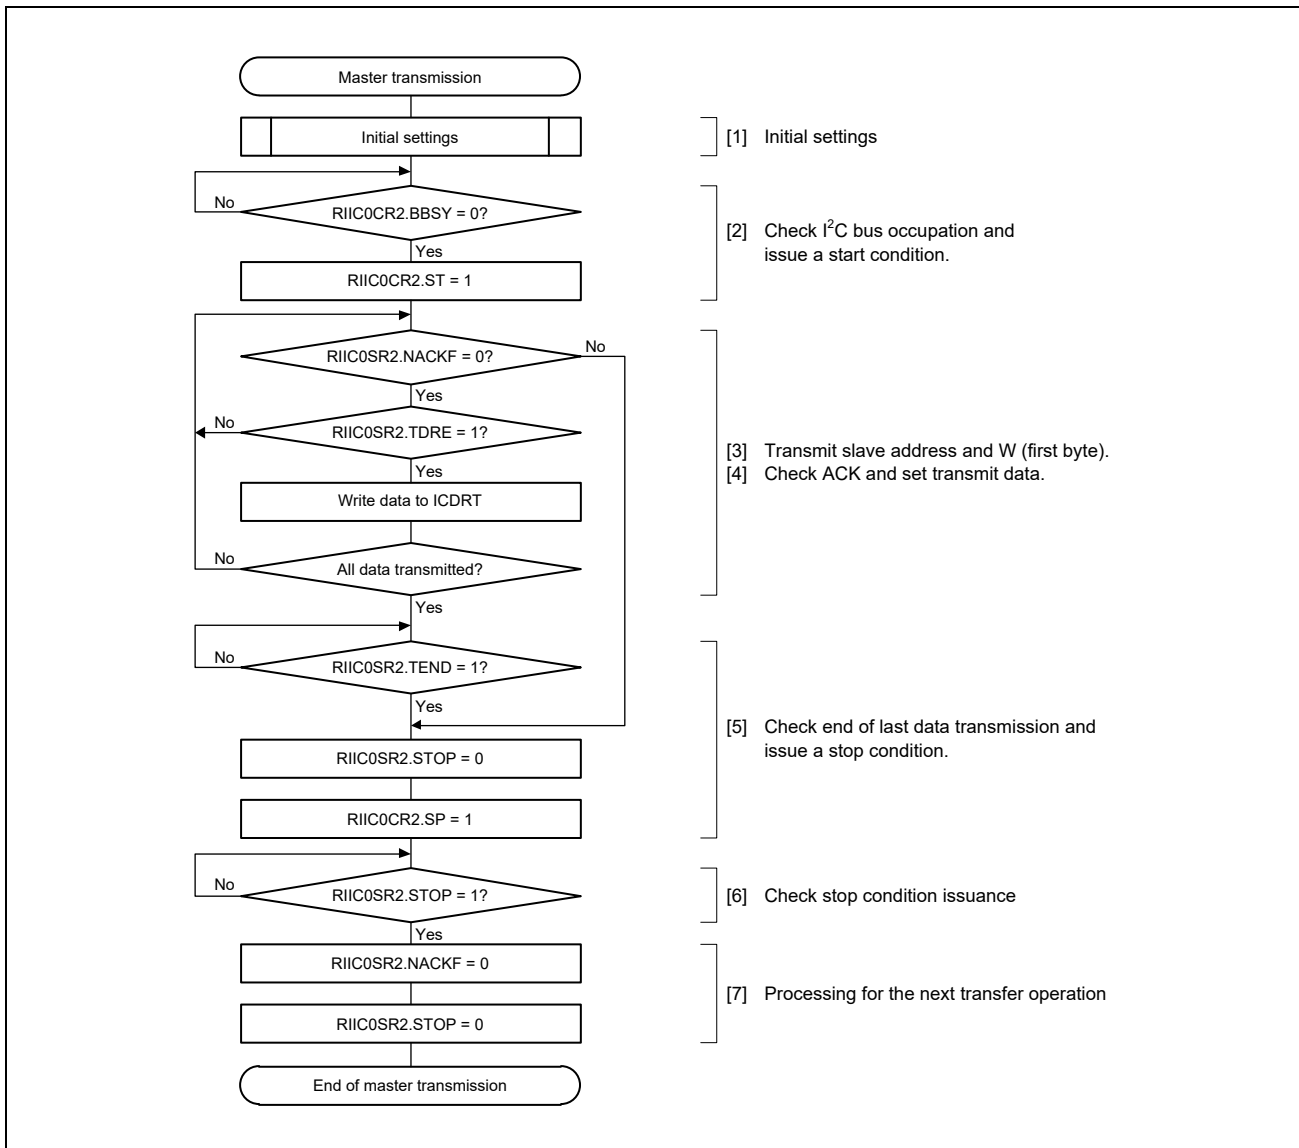 Master transmission
Initial settings
[1] Initial settings
No
RIIC0CR2.BBSY = 0?
Yes
RIIC0CR2.ST = 1
[2] Check I²C bus occupation and
issue a start condition.
RIIC0SR2.NACKF = 0?
No
Yes
No
RIIC0SR2.TDRE = 1?
Yes
Write data to ICDRT
No
All data transmitted?
Yes
[3] Transmit slave address and W (first byte).
[4] Check ACK and set transmit data.
No
RIIC0SR2.TEND = 1?
Yes
RIIC0SR2.STOP = 0
RIIC0CR2.SP = 1
[5] Check end of last data transmission and
issue a stop condition.
No
RIIC0SR2.STOP = 1?
Yes
[6] Check stop condition issuance
RIIC0SR2.NACKF = 0
RIIC0SR2.STOP = 0
[7] Processing for the next transfer operation
End of master transmission